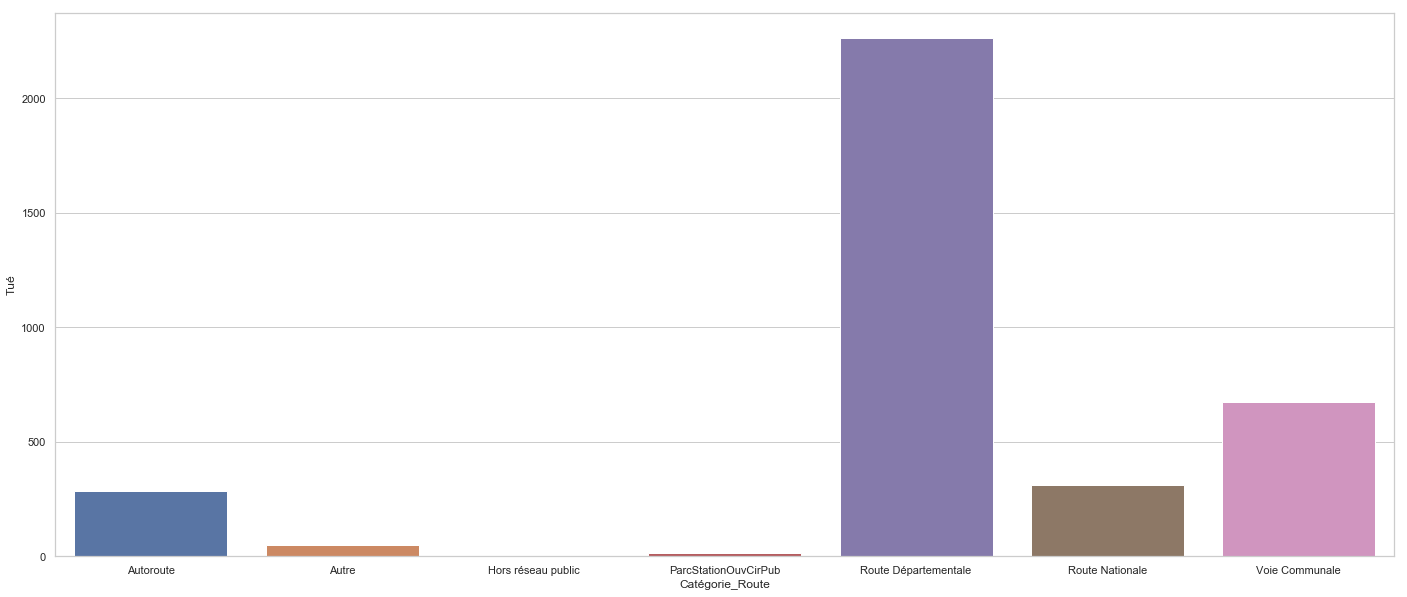 2000
1500
1000
500
0
Tué
Autoroute Autre Hors réseau public ParcStationOuvCirPub Route Départementale Route Nationale Voie Communale
Catégorie_Route